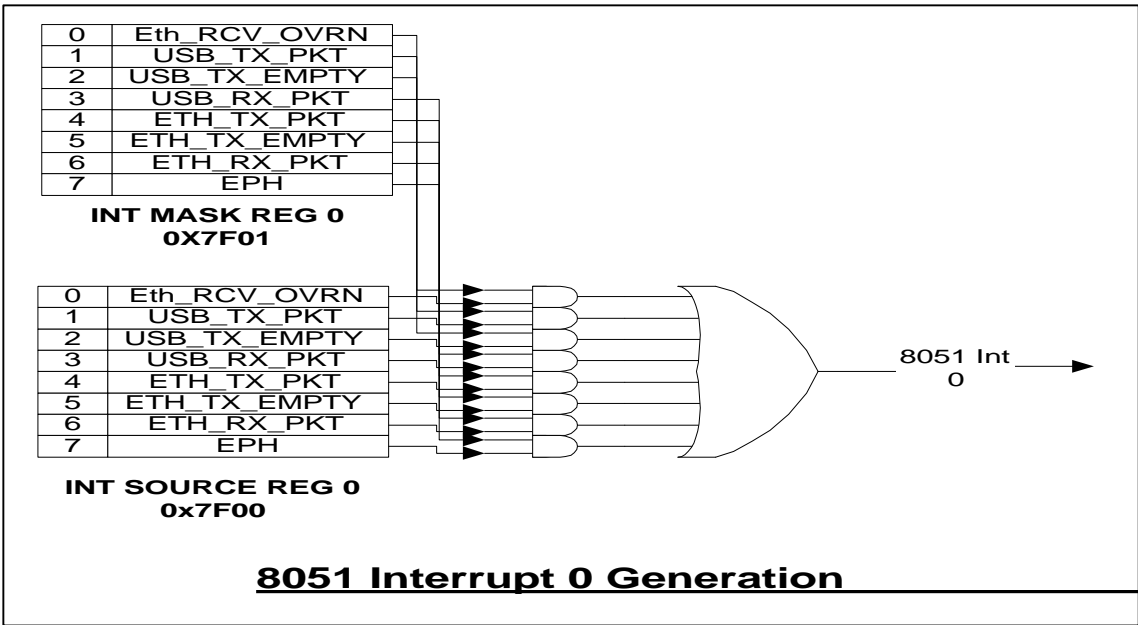 0 Eth_RCV_OVRN
1 USB_TX_PKT
2 USB_TX_EMPTY
3 USB_RX_PKT
4 ETH_TX_PKT
5 ETH_TX_EMPTY
6 ETH_RX_PKT
7 EPH
INT MASK REG 0
0X7F01
0 Eth_RCV_OVRN
1 USB_TX_PKT
2 USB_TX_EMPTY
3 USB_RX_PKT
4 ETH_TX_PKT
5 ETH_TX_EMPTY
6 ETH_RX_PKT
7 EPH
INT SOURCE REG 0
0x7F00
8051 Int
0
8051 Interrupt 0 Generation